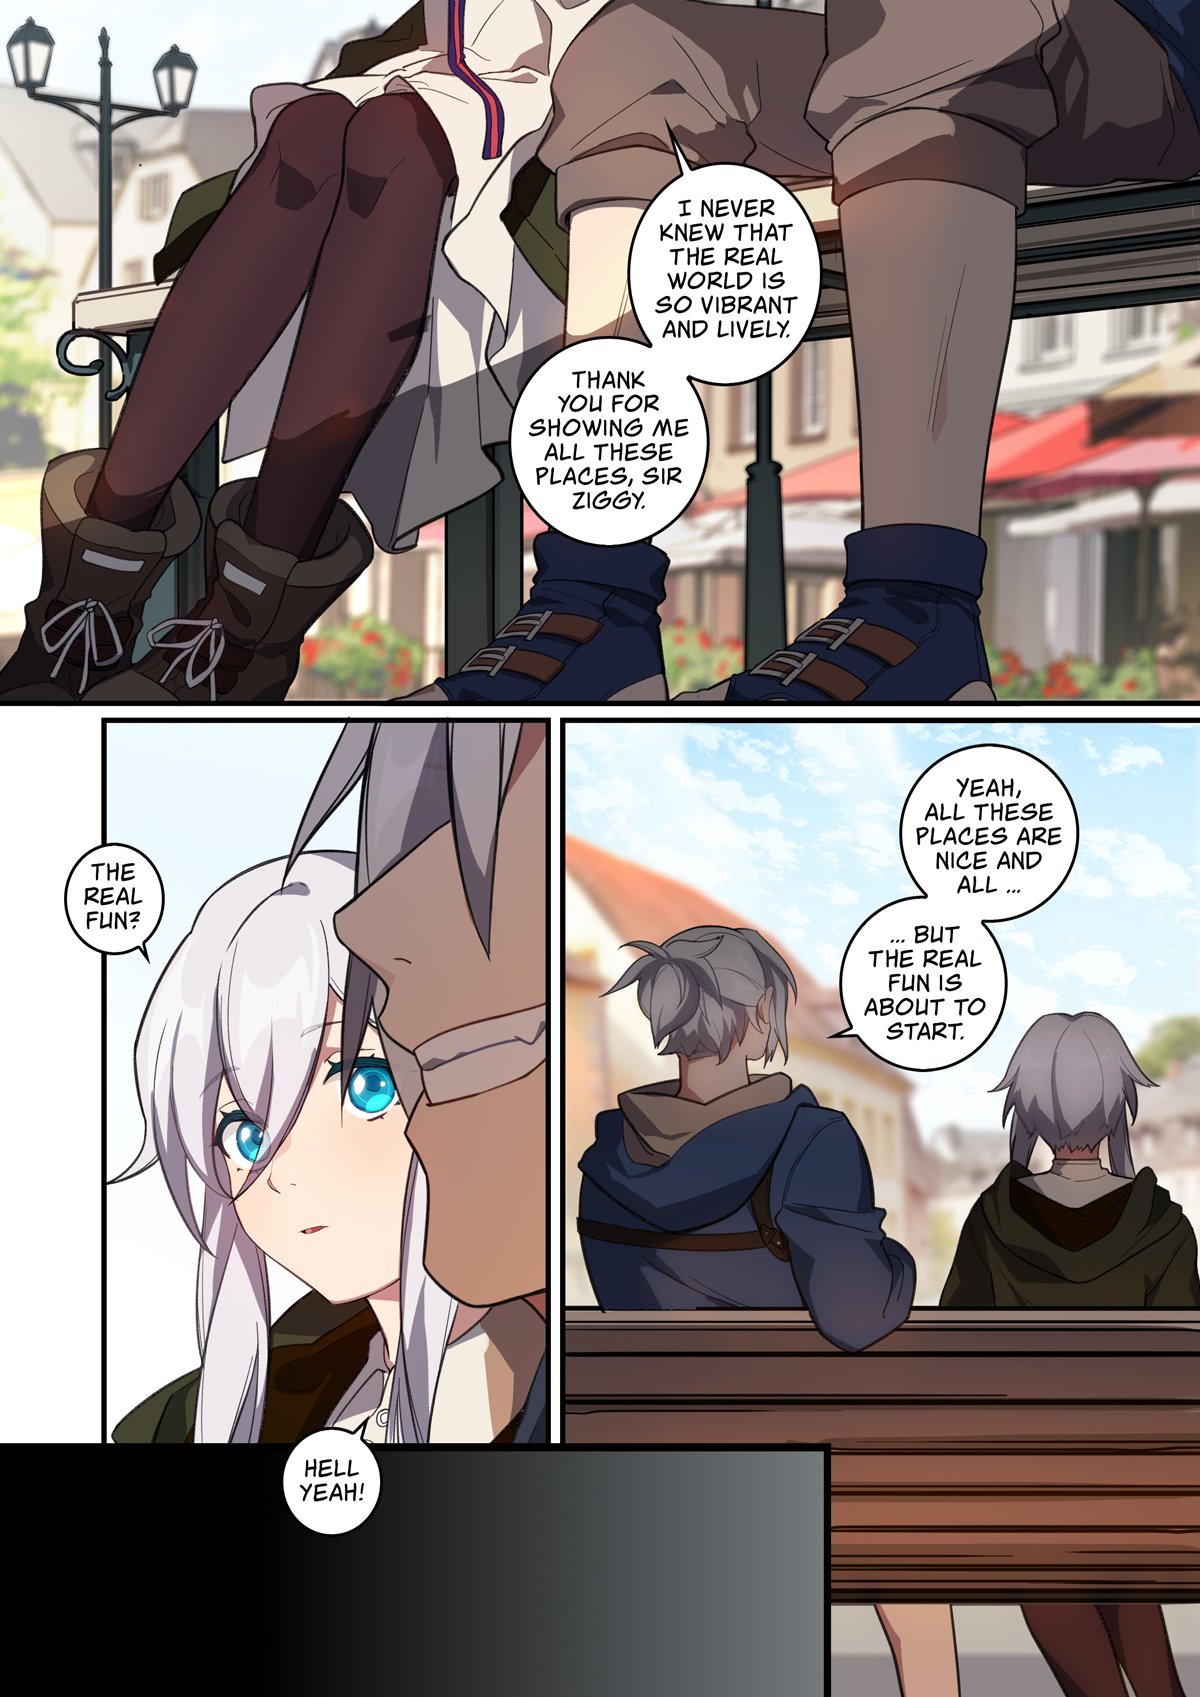 I NEVER
KNEW THAT
THE REAL
WORLD IS
SO VIBRANT
AND LIVELY.
THANK
YOU FOR
SHOWING ME
ALL THESE
PLACES, SIR
ZIGGY.
YEAH,
ALL THESE
PLACES ARE
NICE AND
ALL ...
... BUT
THE REAL
FUN IS
ABOUT TO
START.
THE
REAL
FUN?
HELL
YEAH!